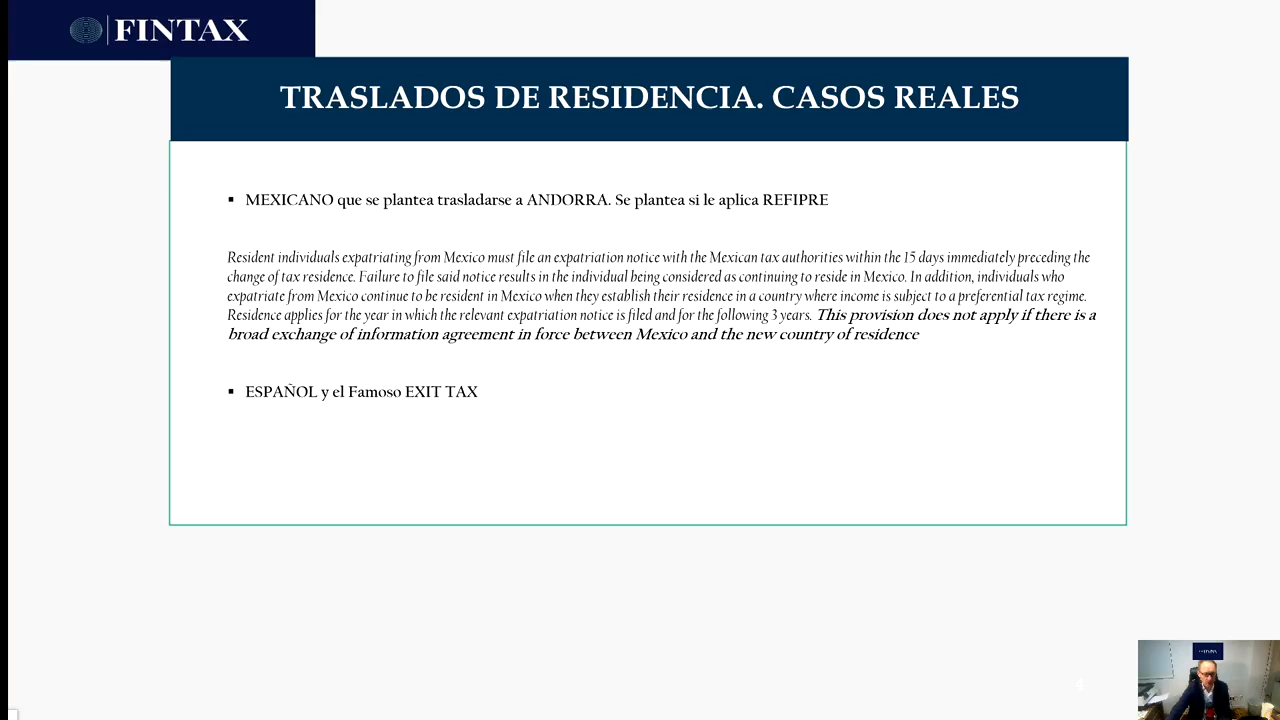 FINTAX
TRASLADOS DE RESIDENCIA. CASOS REALES
▪ MEXICANO que se plantea trasladarse a ANDORRA. Se plantea si le aplica REFIPRE
Resident individuals expatriating from Mexico must file an expatriation notice with the Mexican tax authorities within the 15 days immediately preceding the
change of tax residence. Failure to file said notice results in the individual being considered as continuing to reside in Mexico. In addition, individuals who
expatriate from Mexico continue to be resident in Mexico when they establish their residence in a country where income is subject to a preferential tax regime.
Residence applies for the year in which the relevant expatriation notice is filed and for the following 3 years. This provision does not apply if there is a
broad exchange of information agreement in force between Mexico and the new country of residence
▪ ESPAÑOL y el Famoso EXIT TAX